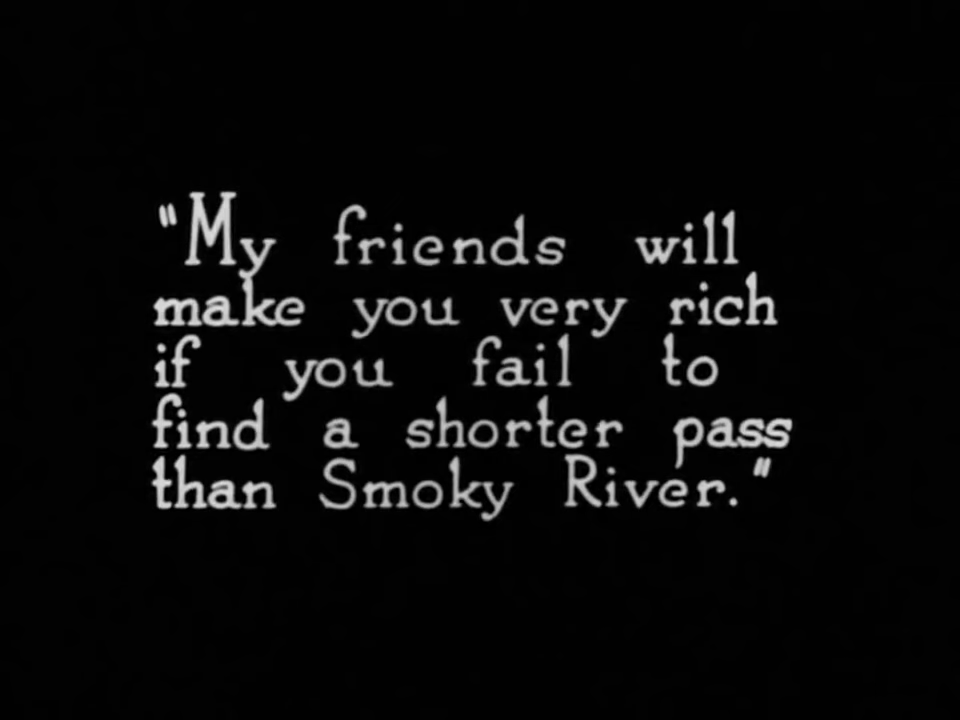 "My friends will
make you very rich
if you fail to
find a shorter pass
than Smoky River."